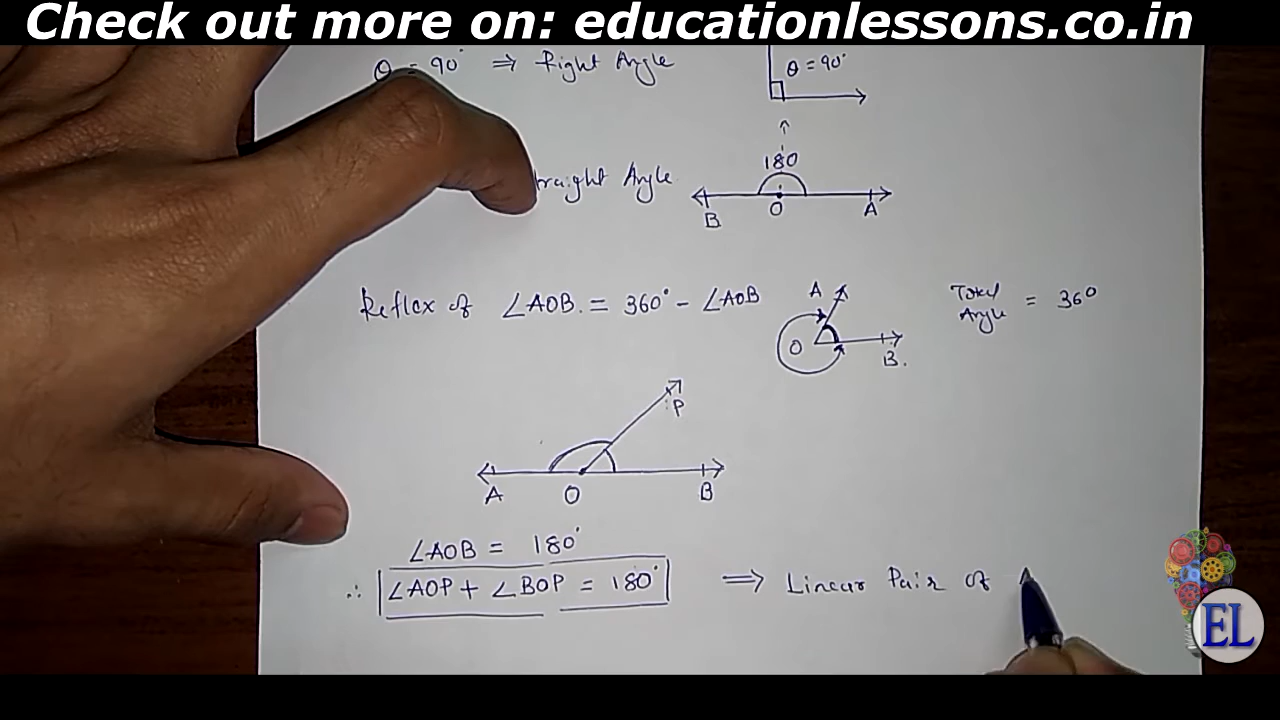 Check out more on: educationlessons.co.in
θ = 90° ⇒ Right Angle
θ = 90°
Angle
180
B O A
Reflex of ∠AOB. = 360° - ∠AOB
A
O
B.
Total Angle = 360
P
A O B
∠AOB = 180°
∴ ∠AOP + ∠BOP = 180° ⇒ Linear Pair of
EL